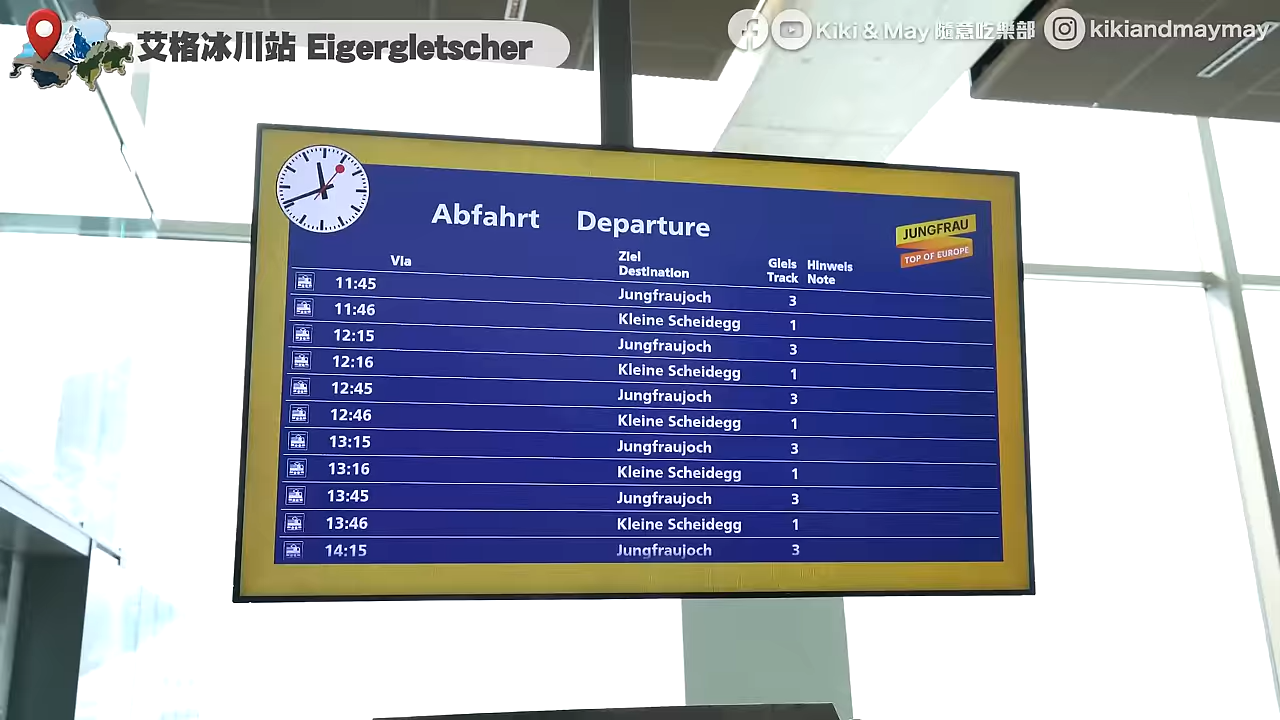 艾格冰川站 Eigergletscher
Kiki & May 隨意吃樂部 kikiandmaymay
Abfahrt Departure
JUNGFRAU
TOP OF EUROPE
Via Ziel Destination Gleis Track Hinweis Note
11:45 Jungfraujoch 3
11:46 Kleine Scheidegg 1
12:15 Jungfraujoch 3
12:16 Kleine Scheidegg 1
12:45 Jungfraujoch 3
12:46 Kleine Scheidegg 1
13:15 Jungfraujoch 3
13:16 Kleine Scheidegg 1
13:45 Jungfraujoch 3
13:46 Kleine Scheidegg 1
14:15 Jungfraujoch 3